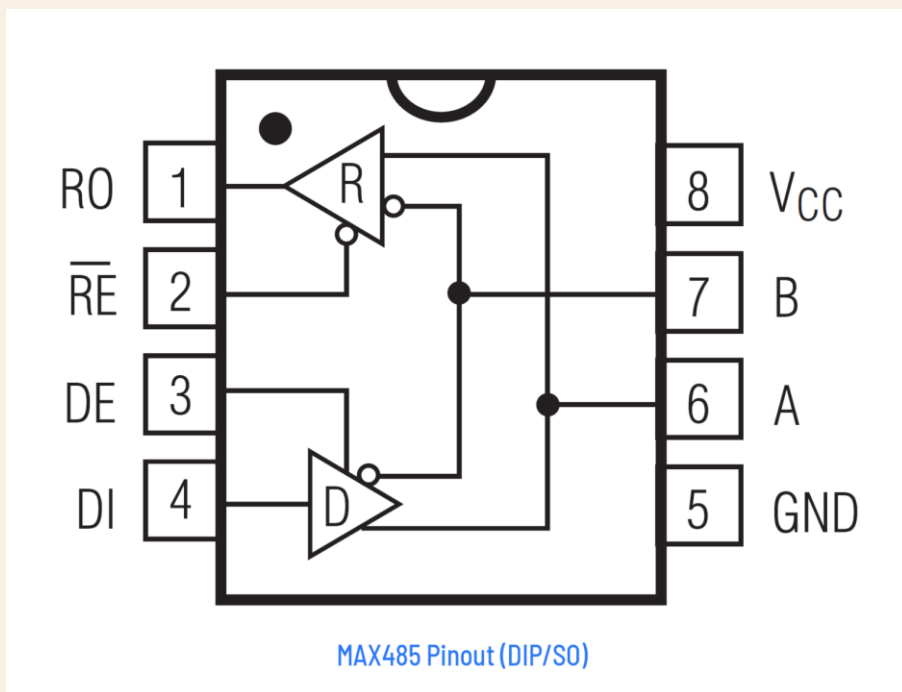 RO 1 R 8 VCC
RE 2 7 B
DE 3 6 A
DI 4 D 5 GND
MAX485 Pinout (DIP/SO)